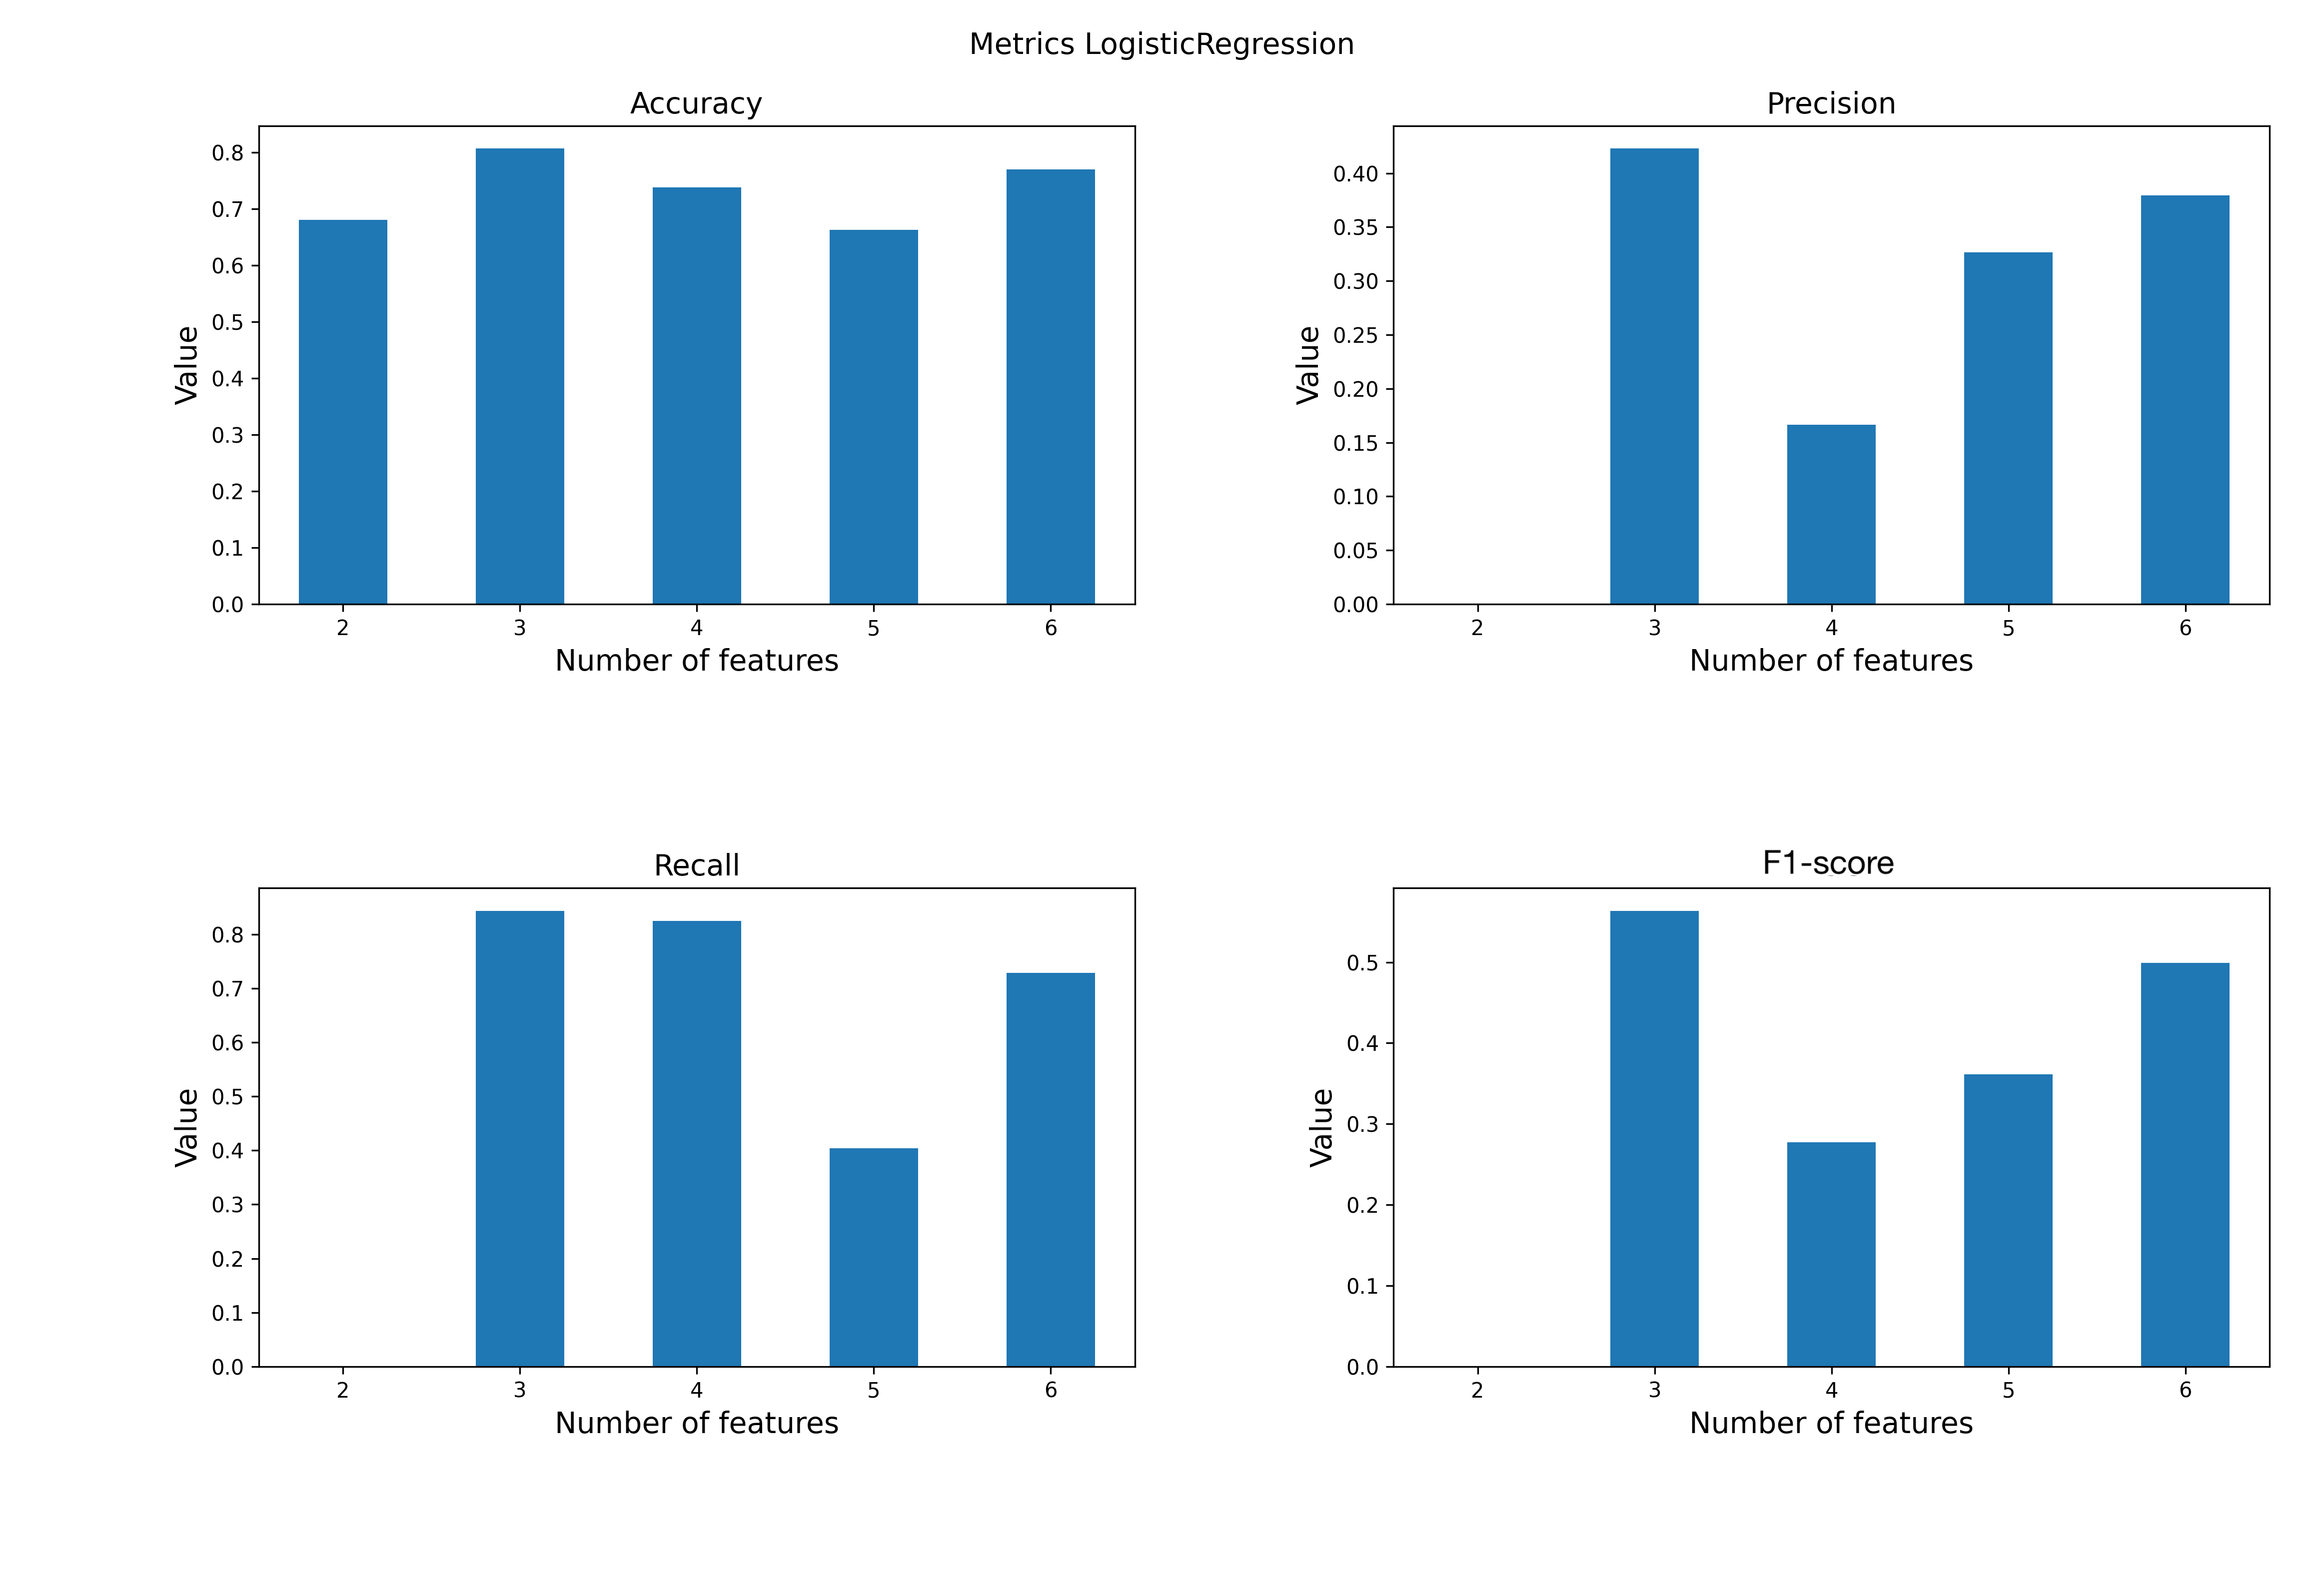 Metrics LogisticRegression
Accuracy
Value
0.8
0.7
0.6
0.5
0.4
0.3
0.2
0.1
0.0
2 3 4 5 6
Number of features
Precision
Value
0.40
0.35
0.30
0.25
0.20
0.15
0.10
0.05
0.00
2 3 4 5 6
Number of features
Recall
Value
0.8
0.7
0.6
0.5
0.4
0.3
0.2
0.1
0.0
2 3 4 5 6
Number of features
F1-score
Value
0.5
0.4
0.3
0.2
0.1
0.0
2 3 4 5 6
Number of features